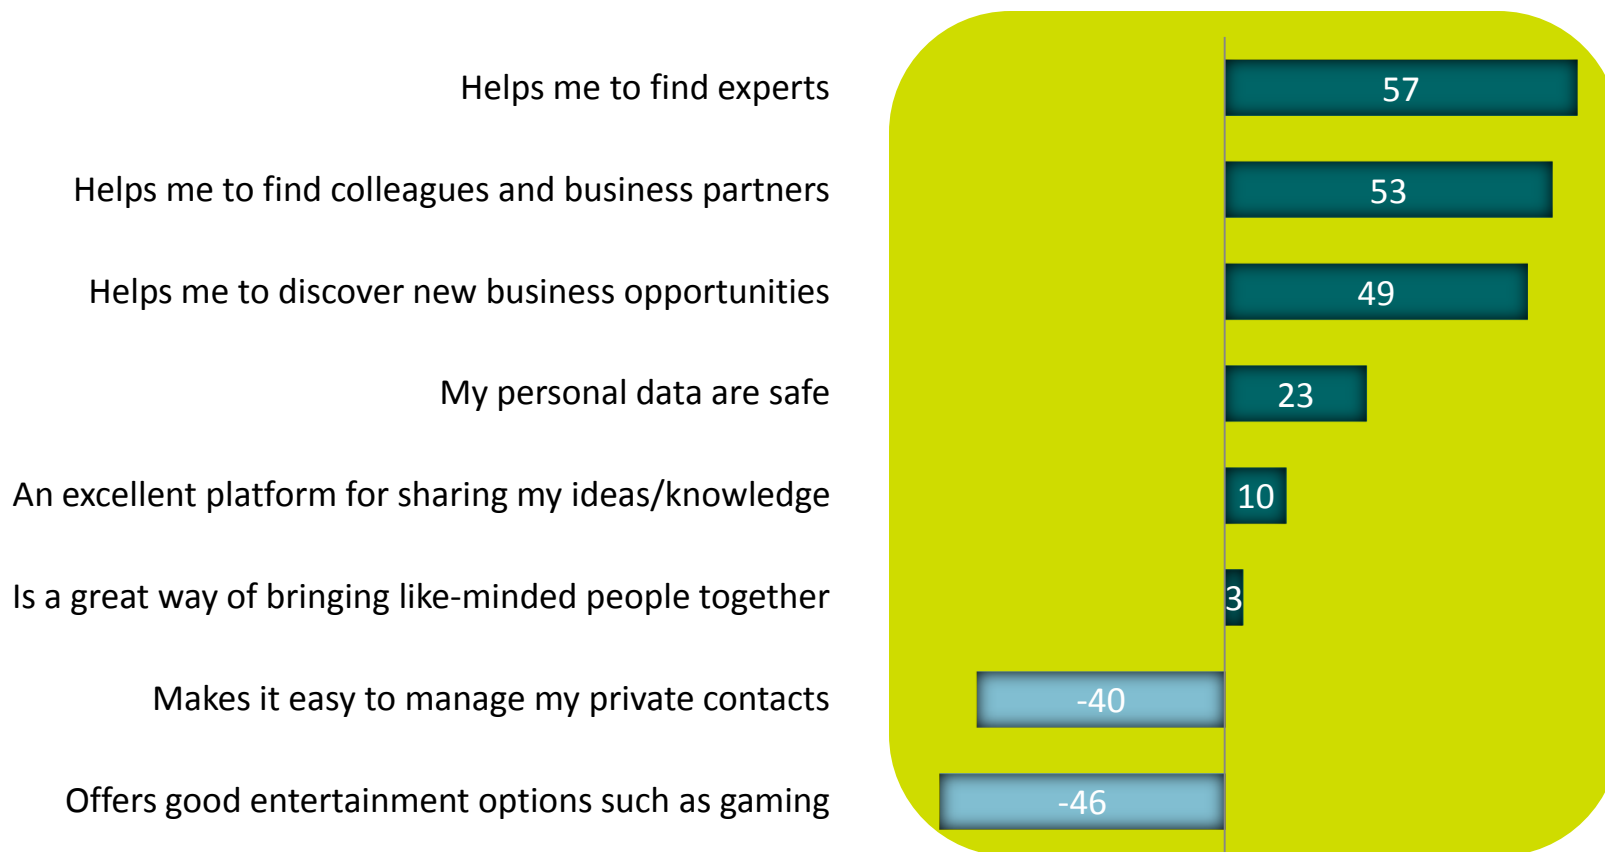 Helps me to find experts 57
Helps me to find colleagues and business partners 53
Helps me to discover new business opportunities 49
My personal data are safe 23
An excellent platform for sharing my ideas/knowledge 10
Is a great way of bringing like-minded people together 3
Makes it easy to manage my private contacts -40
Offers good entertainment options such as gaming -46